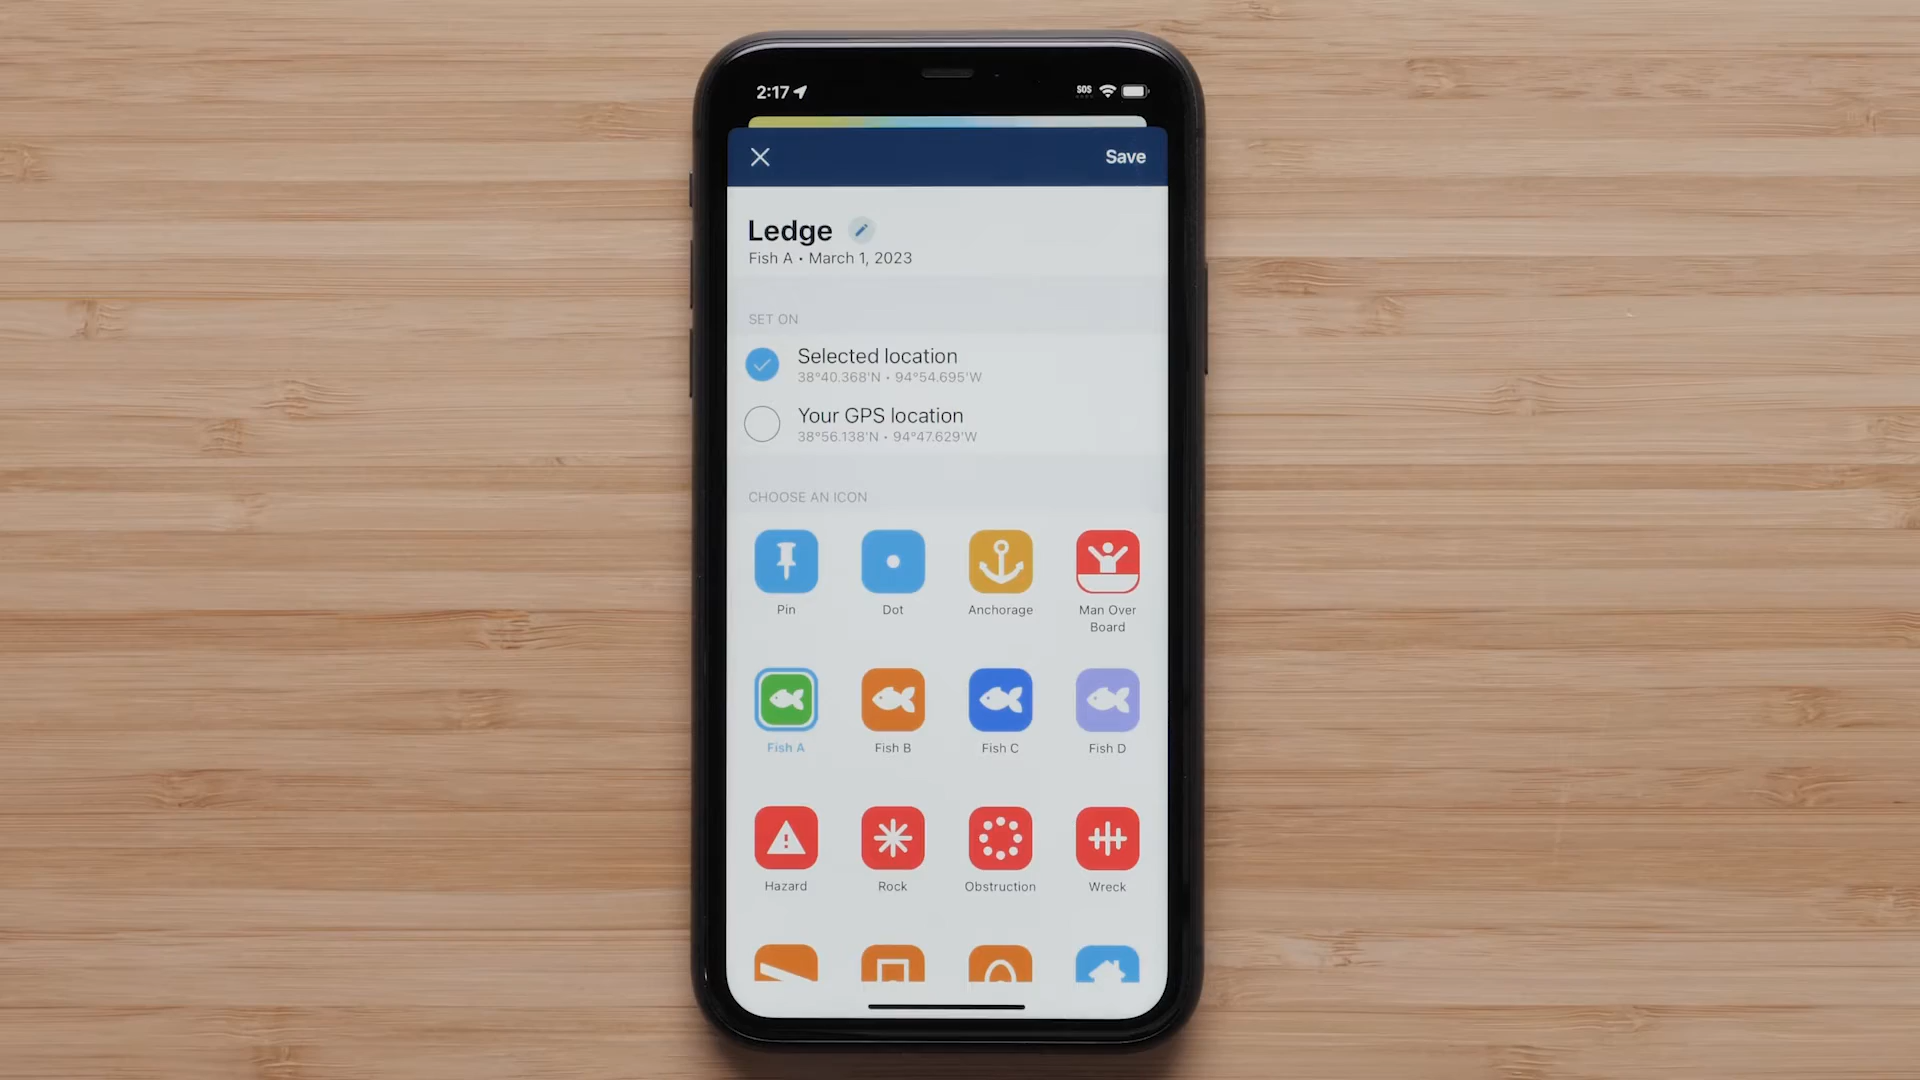 2:17
SOS
Save
Ledge
Fish A • March 1, 2023
SET ON
Selected location
38°40.368'N • 94°54.695'W
Your GPS location
38°56.138'N • 94°47.629'W
CHOOSE AN ICON
Pin
Dot
Anchorage
Man Over
Board
Fish A
Fish B
Fish C
Fish D
Hazard
Rock
Obstruction
Wreck